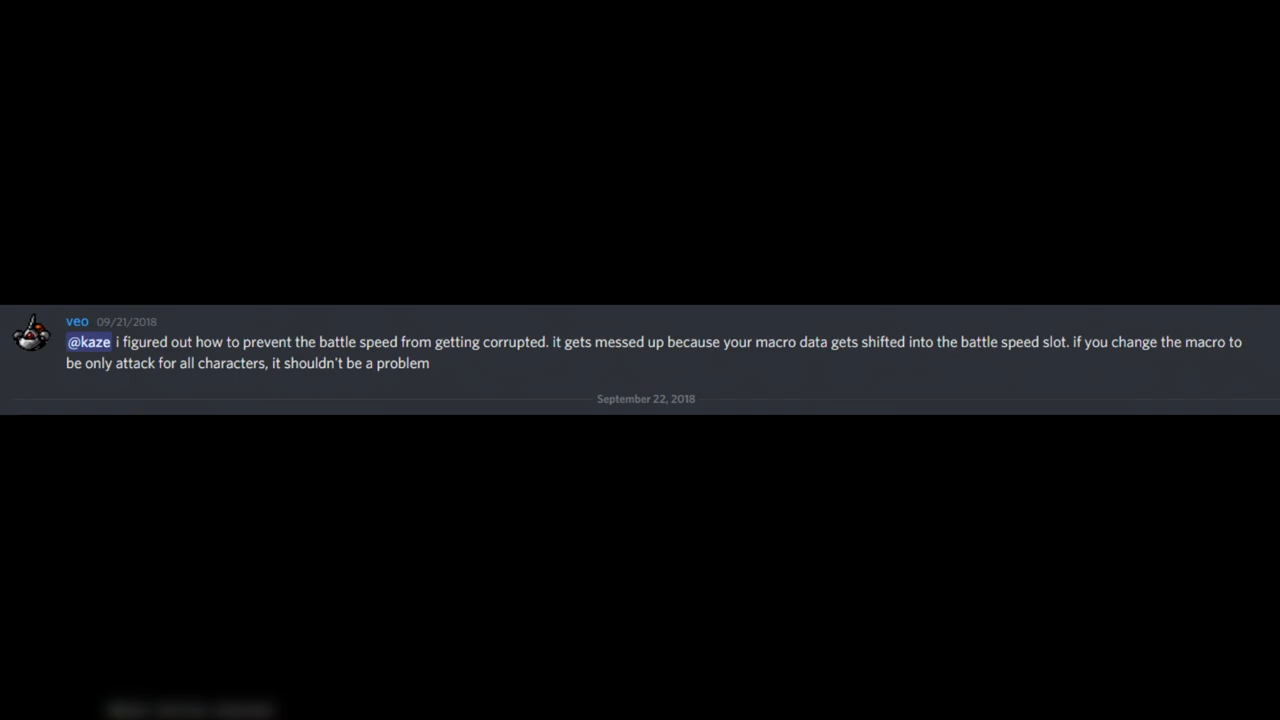 veo 09/21/2018
@kaze i figured out how to prevent the battle speed from getting corrupted. it gets messed up because your macro data gets shifted into the battle speed slot. if you change the macro to
be only attack for all characters, it shouldn't be a problem
September 22, 2018